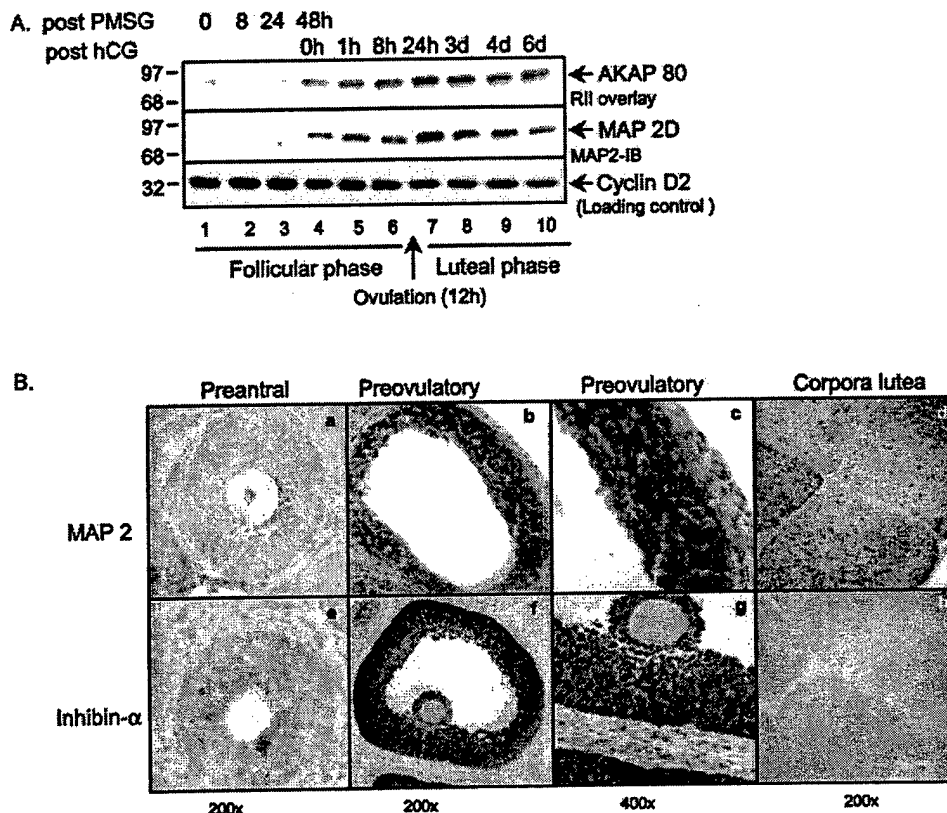 A. post PMSG 0 8 24 48h
post hCG 0h 1h 8h 24h 3d 4d 6d
97
68
AKAP 80
RII overlay
97
68
MAP 2D
MAP2-IB
32
Cyclin D2
(Loading control )
1 2 3 4 5 6 7 8 9 10
Follicular phase Luteal phase
Ovulation (12h)
B.
Preantral Preovulatory Preovulatory Corpora lutea
a b c
MAP 2
e f g
Inhibin-α
200x 200x 400x 200x